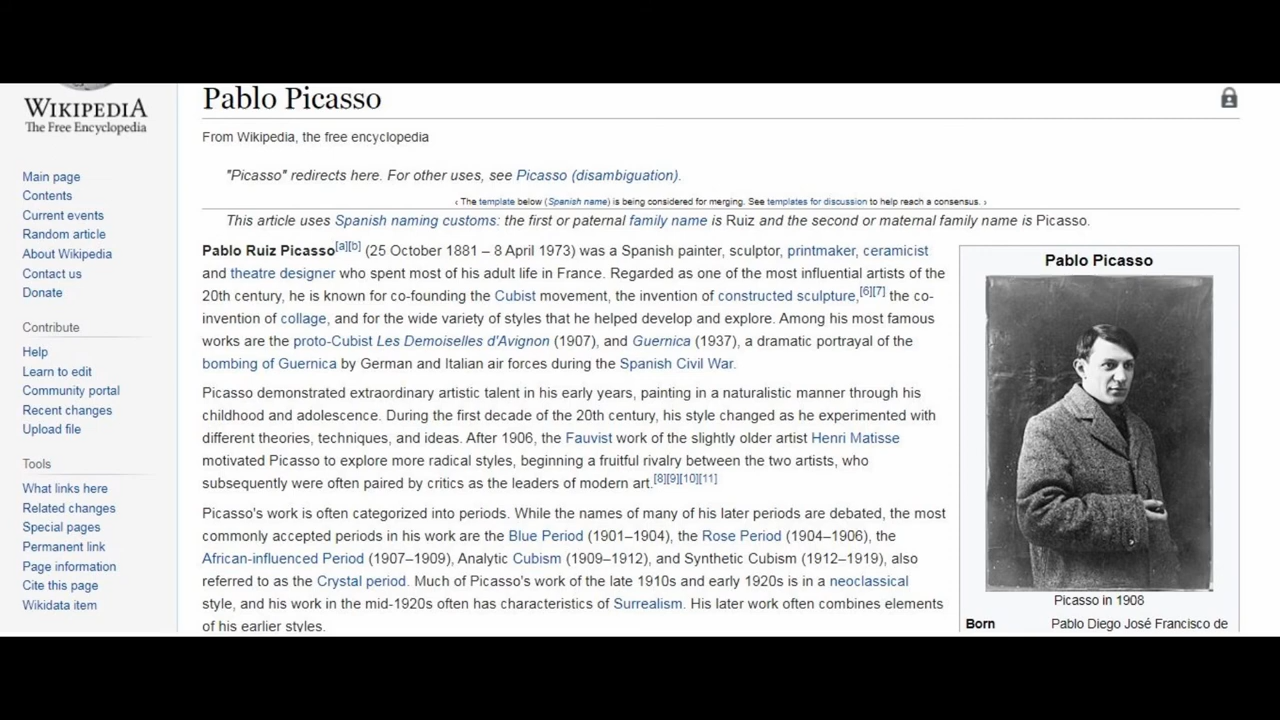 WIKIPEDIA
The Free Encyclopedia
Main page
Contents
Current events
Random article
About Wikipedia
Contact us
Donate
Contribute
Help
Learn to edit
Community portal
Recent changes
Upload file
Tools
What links here
Related changes
Special pages
Permanent link
Page information
Cite this page
Wikidata item
Pablo Picasso
From Wikipedia, the free encyclopedia
"Picasso" redirects here. For other uses, see Picasso (disambiguation).
‹ The template below (Spanish name) is being considered for merging. See templates for discussion to help reach a consensus. ›
This article uses Spanish naming customs: the first or paternal family name is Ruiz and the second or maternal family name is Picasso.
Pablo Ruiz Picasso[a][b] (25 October 1881 – 8 April 1973) was a Spanish painter, sculptor, printmaker, ceramicist
and theatre designer who spent most of his adult life in France. Regarded as one of the most influential artists of the
20th century, he is known for co-founding the Cubist movement, the invention of constructed sculpture,[6][7] the co-
invention of collage, and for the wide variety of styles that he helped develop and explore. Among his most famous
works are the proto-Cubist Les Demoiselles d'Avignon (1907), and Guernica (1937), a dramatic portrayal of the
bombing of Guernica by German and Italian air forces during the Spanish Civil War.
Picasso demonstrated extraordinary artistic talent in his early years, painting in a naturalistic manner through his
childhood and adolescence. During the first decade of the 20th century, his style changed as he experimented with
different theories, techniques, and ideas. After 1906, the Fauvist work of the slightly older artist Henri Matisse
motivated Picasso to explore more radical styles, beginning a fruitful rivalry between the two artists, who
subsequently were often paired by critics as the leaders of modern art.[8][9][10][11]
Picasso's work is often categorized into periods. While the names of many of his later periods are debated, the most
commonly accepted periods in his work are the Blue Period (1901–1904), the Rose Period (1904–1906), the
African-influenced Period (1907–1909), Analytic Cubism (1909–1912), and Synthetic Cubism (1912–1919), also
referred to as the Crystal period. Much of Picasso's work of the late 1910s and early 1920s is in a neoclassical
style, and his work in the mid-1920s often has characteristics of Surrealism. His later work often combines elements
of his earlier styles.
Pablo Picasso
Picasso in 1908
Born Pablo Diego José Francisco de